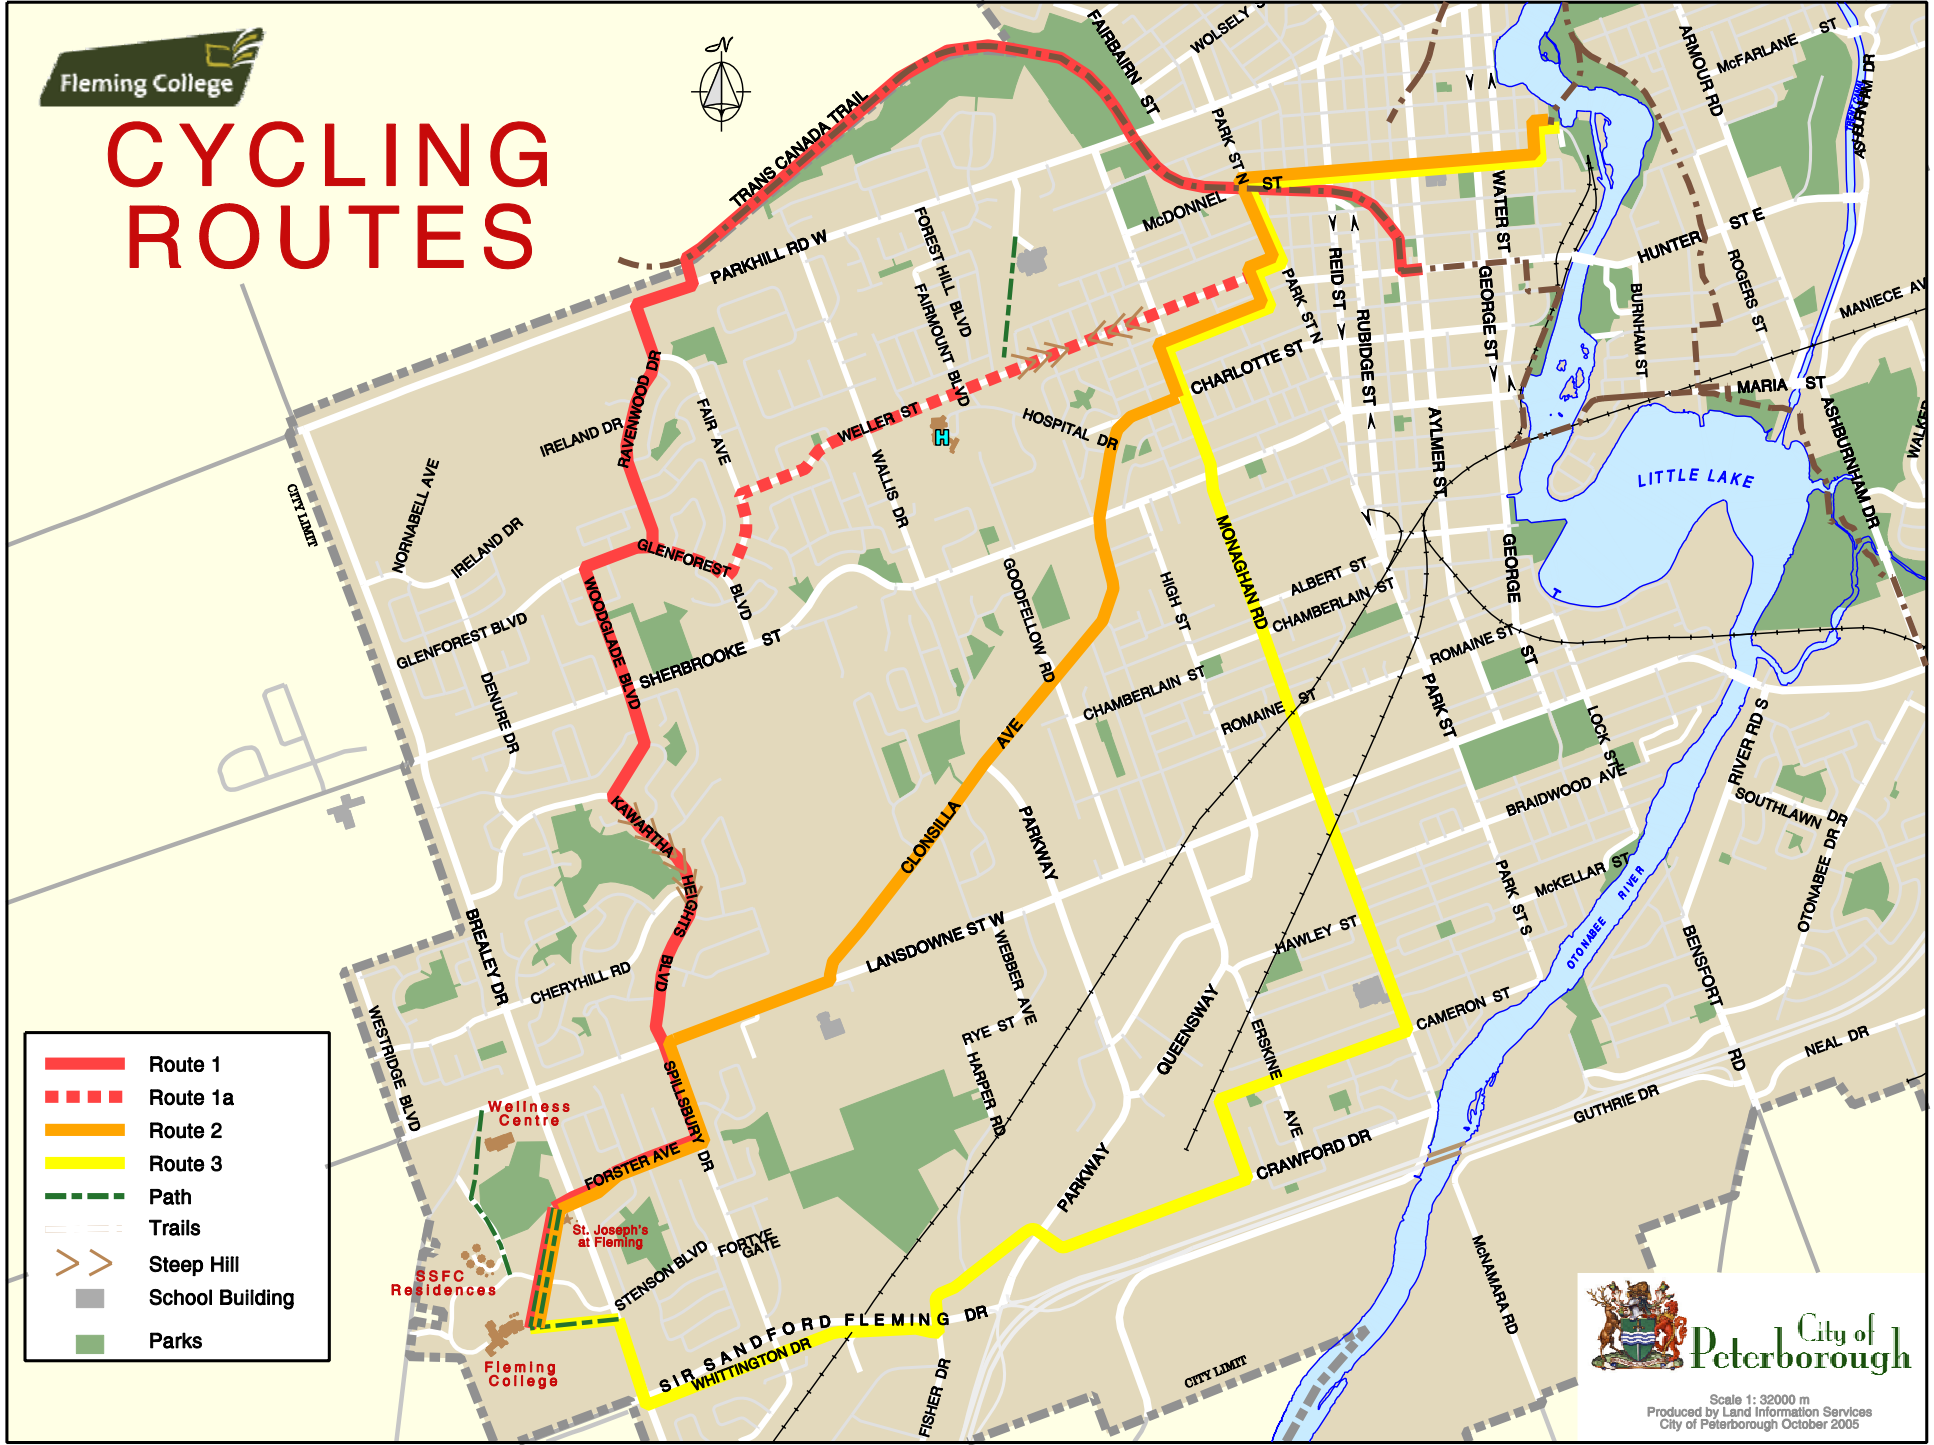 Fleming College
CYCLING
ROUTES
N
TRANS CANADA TRAIL
FAIRBAIRN ST
WOLSELY S
PARK ST N
ARMOUR RD
McFARLANE ST
ASHBURNHAM DR
PARKHILL RD W
McDONNEL ST
FOREST HILL BLVD
FAIRMOUNT BLVD
WATER ST
HUNTER ST E
ROGERS ST
BURNHAM ST
MANIECE AV
REID ST
RUBIDGE ST
PARK ST N
GEORGE ST
CHARLOTTE ST
MARIA ST
WALKER
ASHBURNHAM DR
AYLMER ST
LITTLE LAKE
RAVENWOOD DR
IRELAND DR
FAIR AVE
WELLER ST
HOSPITAL DR
H
WALLIS DR
CITY LIMIT
NORNABELL AVE
IRELAND DR
GLENFOREST BLVD
GLENFOREST BLVD
WOODGLADE BLVD
SHERBROOKE ST
DENURE DR
GOODFELLOW RD
HIGH ST
MONAGHAN RD
ALBERT ST
CHAMBERLAIN ST
CHAMBERLAIN ST
GEORGE ST
ROMAINE ST
ROMAINE ST
PARK ST
LOCK ST
RIVER RD S
BRAIDWOOD AVE
SOUTHLAWN DR
OTONABEE DR
McKELLAR ST
OTONABEE RIVER
PARK ST S
CLONSILLA AVE
PARKWAY
KAWARTHA HEIGHTS BLVD
LANSDOWNE ST W
WEBBER AVE
HAWLEY ST
BREALEY DR
CHERYHILL RD
WESTRIDGE BLVD
RYE ST
HARPER RD
QUEENSWAY
ERSKINE AVE
CAMERON ST
BENSFORT RD
NEAL DR
GUTHRIE DR
CRAWFORD DR
PARKWAY
SPILLSBURY DR
FORSTER AVE
Wellness
Centre
St. Joseph's
at Fleming
SSFC
Residences
Fleming
College
STENSON BLVD
FORTYE
GATE
SIR SANDFORD FLEMING DR
WHITTINGTON DR
FISHER DR
CITY LIMIT
McNAMARA RD
Route 1
Route 1a
Route 2
Route 3
Path
Trails
Steep Hill
School Building
Parks
City of
Peterborough
Scale 1: 32000 m
Produced by Land Information Services
City of Peterborough October 2005